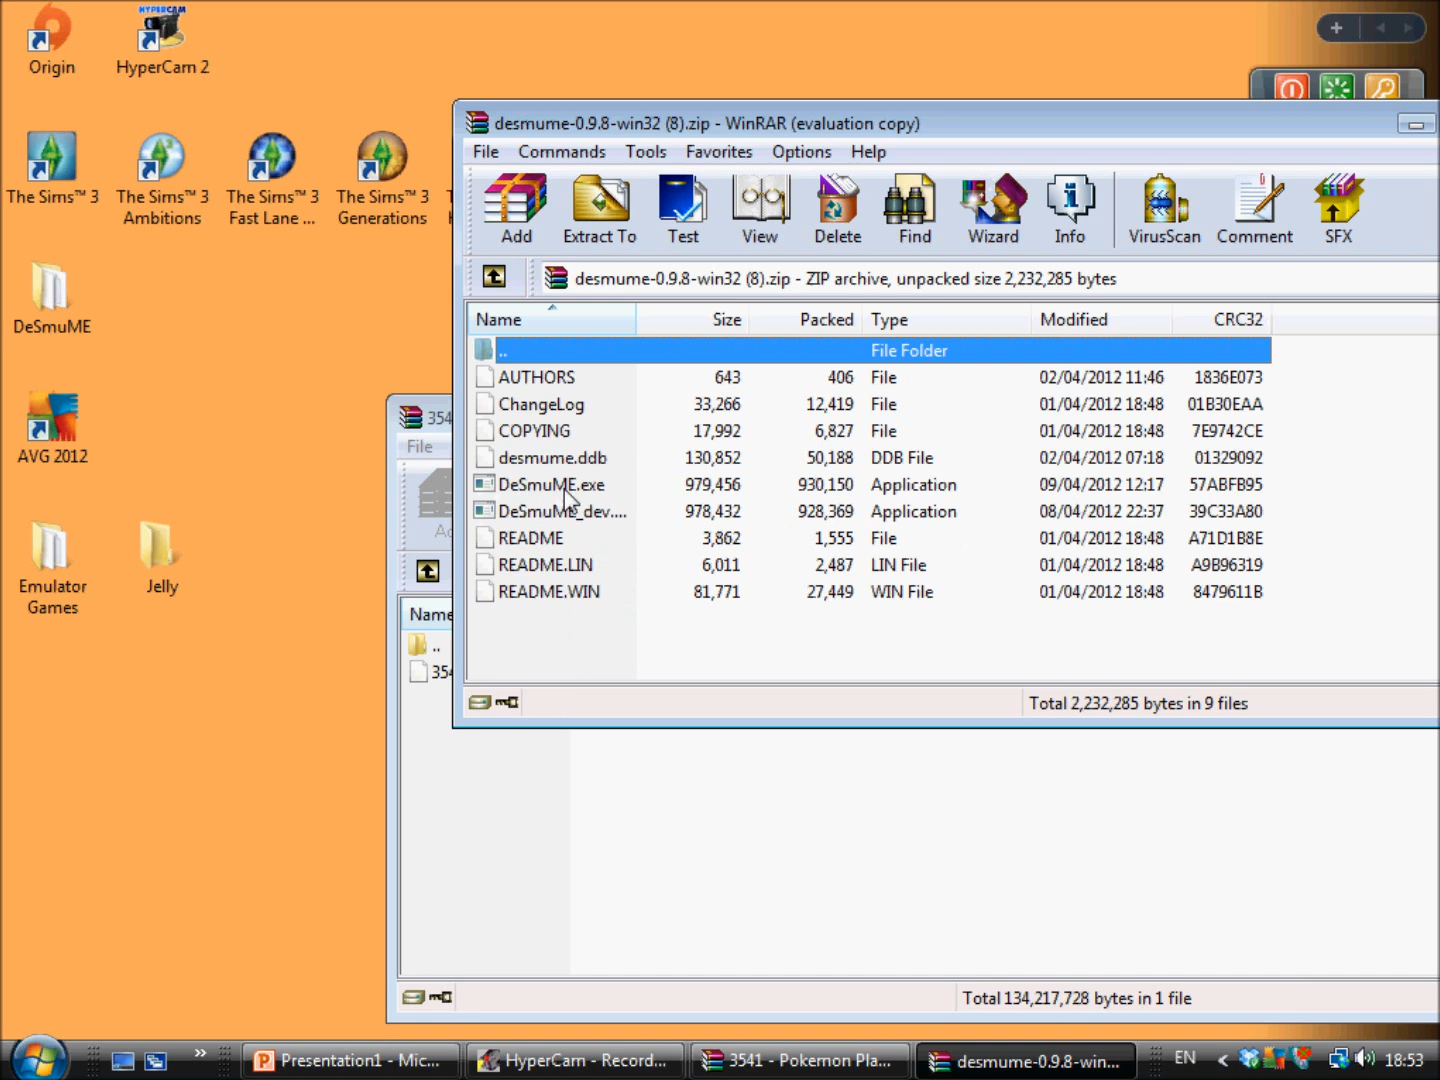 HYPERCAM
Origin
HyperCam 2
The Sims™ 3
The Sims™ 3
Ambitions
The Sims™ 3
Fast Lane ...
The Sims™ 3
Generations
DeSmuME
AVG 2012
Emulator
Games
Jelly
desmume-0.9.8-win32 (8).zip - WinRAR (evaluation copy)
File Commands Tools Favorites Options Help
Add Extract To Test View Delete Find Wizard Info VirusScan Comment SFX
desmume-0.9.8-win32 (8).zip - ZIP archive, unpacked size 2,232,285 bytes
Name Size Packed Type Modified CRC32
.. File Folder
AUTHORS 643 406 File 02/04/2012 11:46 1836E073
ChangeLog 33,266 12,419 File 01/04/2012 18:48 01B30EAA
COPYING 17,992 6,827 File 01/04/2012 18:48 7E9742CE
desmume.ddb 130,852 50,188 DDB File 02/04/2012 07:18 01329092
DeSmuME.exe 979,456 930,150 Application 09/04/2012 12:17 57ABFB95
DeSmuME_dev.... 978,432 928,369 Application 08/04/2012 22:37 39C33A80
README 3,862 1,555 File 01/04/2012 18:48 A71D1B8E
README.LIN 6,011 2,487 LIN File 01/04/2012 18:48 A9B96319
README.WIN 81,771 27,449 WIN File 01/04/2012 18:48 8479611B
Total 2,232,285 bytes in 9 files
354
File
Name
..
354
Total 134,217,728 bytes in 1 file
Presentation1 - Mic...
HyperCam - Record...
3541 - Pokemon Pla...
desmume-0.9.8-win...
EN
18:53